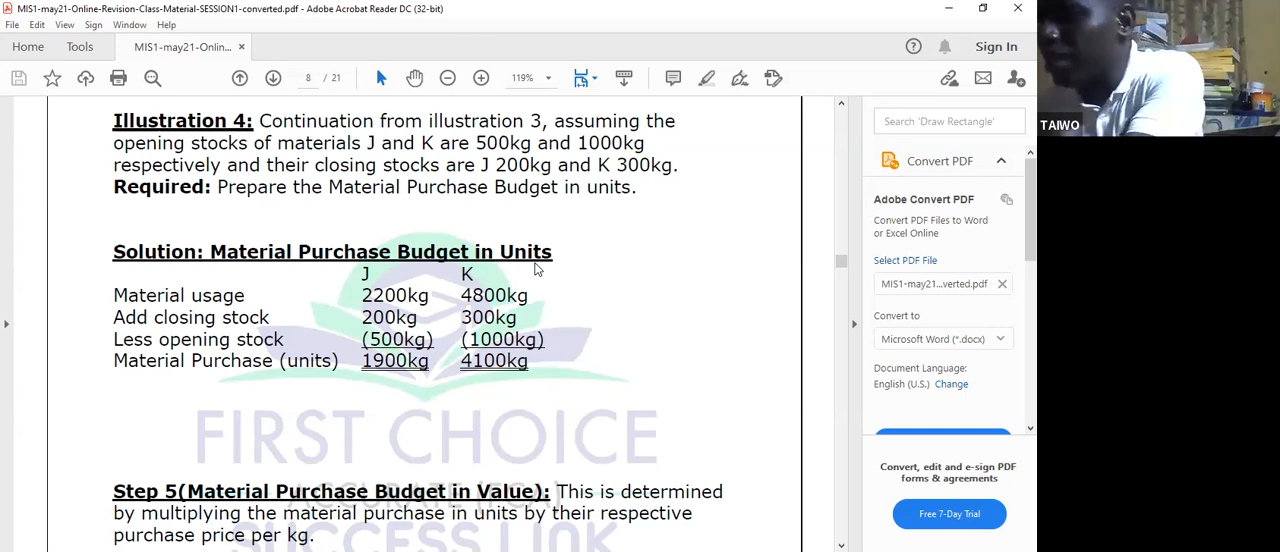 MIS1-may21-Online-Revision-Class-Material-SESSION1-converted.pdf - Adobe Acrobat Reader DC (32-bit)
File Edit View Sign Window Help
Home Tools MIS1-may21-Onlin... × Sign In
8 / 21 119%
Illustration 4: Continuation from illustration 3, assuming the
opening stocks of materials J and K are 500kg and 1000kg
respectively and their closing stocks are J 200kg and K 300kg.
Required: Prepare the Material Purchase Budget in units.
Solution: Material Purchase Budget in Units
J K
Material usage 2200kg 4800kg
Add closing stock 200kg 300kg
Less opening stock (500kg) (1000kg)
Material Purchase (units) 1900kg 4100kg
FIRST CHOICE
ACCURATE (FCA)
SUCCESS LINK
Step 5(Material Purchase Budget in Value): This is determined
by multiplying the material purchase in units by their respective
purchase price per kg.
Search 'Draw Rectangle'
Convert PDF
Adobe Convert PDF
Convert PDF Files to Word
or Excel Online
Select PDF File
MIS1-may21...verted.pdf
Convert to
Microsoft Word (*.docx)
Document Language:
English (U.S.) Change
Convert, edit and e-sign PDF
forms & agreements
Free 7-Day Trial
TAIWO